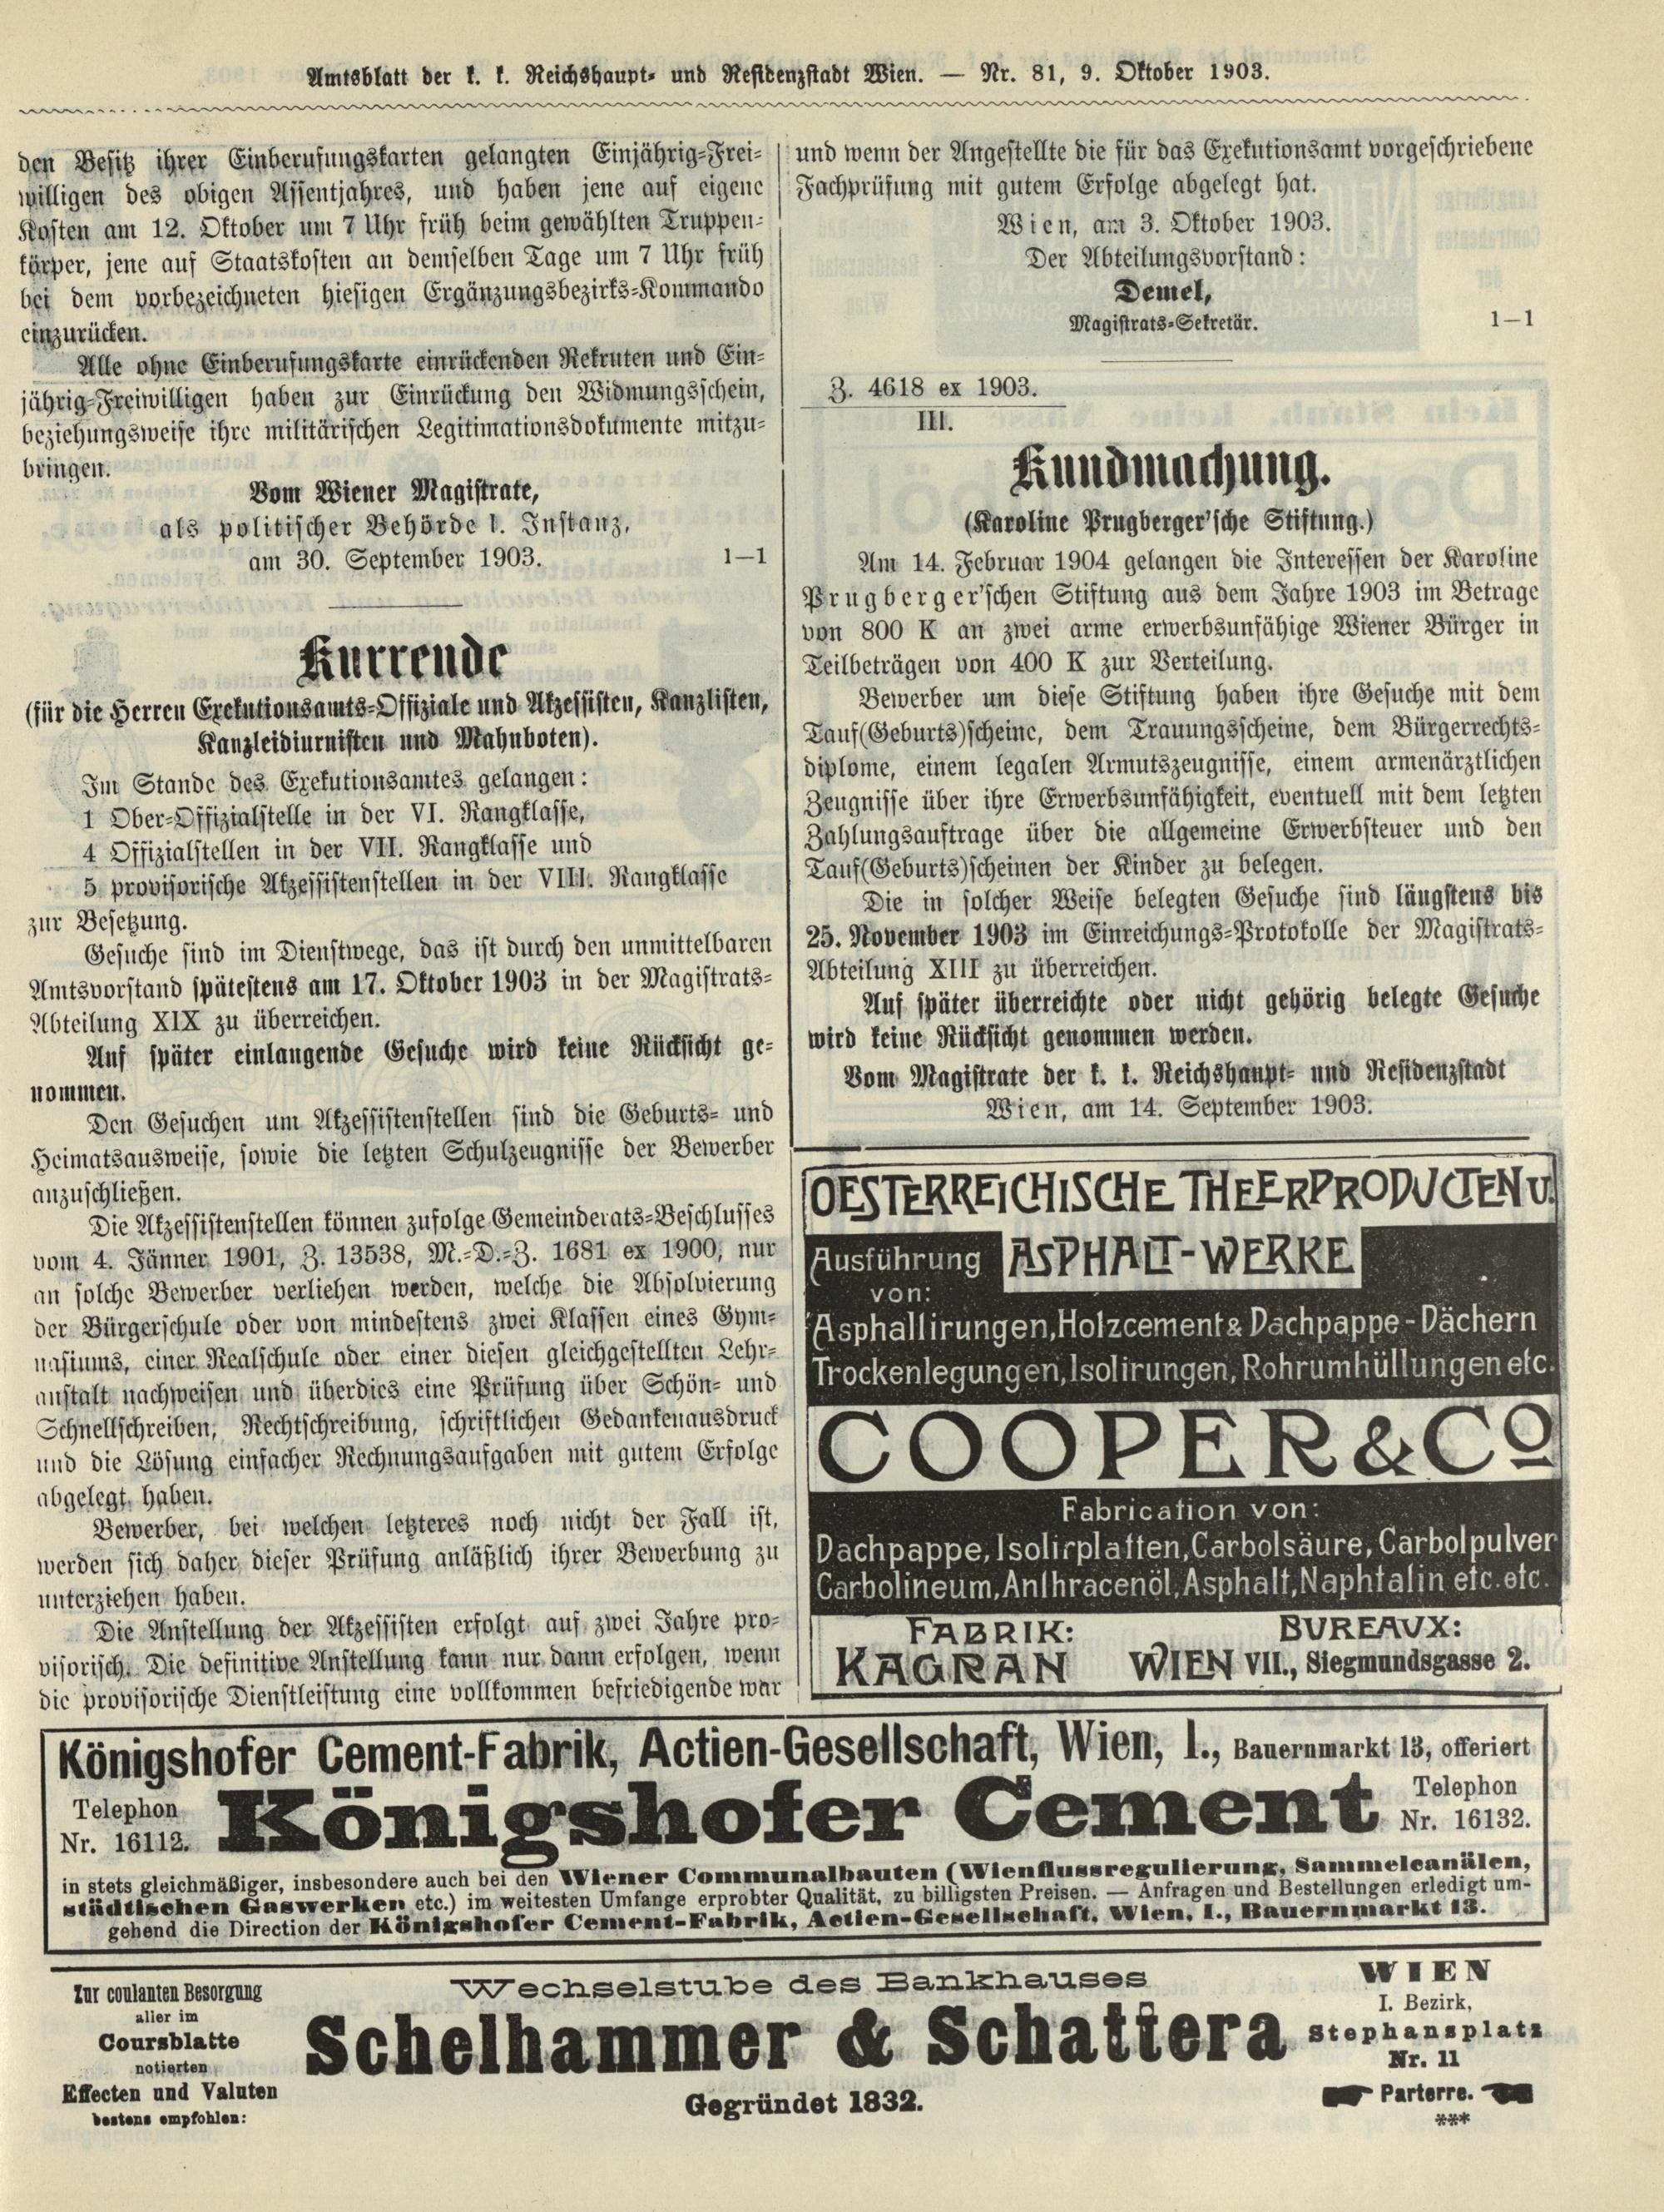 Amtsblatt der k. k. Reichshaupt- und Residenzstadt Wien. — Nr. 81, 9. Oktober 1903.
den Besitz ihrer Einberufungskarten gelangten Einjährig-Frei-
willigen des obigen Assentjahres, und haben jene auf eigene
Kosten am 12. Oktober um 7 Uhr früh beim gewählten Truppen-
körper, jene auf Staatskosten an demselben Tage um 7 Uhr früh
bei dem vorbezeichneten hiesigen Ergänzungsbezirks-Kommando
einzurücken.
Alle ohne Einberufungskarte einrückenden Rekruten und Ein-
jährig-Freiwilligen haben zur Einrückung den Widmungsschein,
beziehungsweise ihre militärischen Legitimationsdokumente mitzu-
bringen.
Vom Wiener Magistrate,
als politischer Behörde I. Instanz,
am 30. September 1903. 1—1
Kurrende
(für die Herren Exekutionsamts-Offiziale und Akzessisten, Kanzlisten,
Kanzleidiurnisten und Mahnboten).
Im Stande des Exekutionsamtes gelangen:
1 Ober-Offizialstelle in der VI. Rangklasse,
4 Offizialstellen in der VII. Rangklasse und
5 provisorische Akzessistenstellen in der VIII. Rangklasse
zur Besetzung.
Gesuche sind im Dienstwege, das ist durch den unmittelbaren
Amtsvorstand spätestens am 17. Oktober 1903 in der Magistrats-
Abteilung XIX zu überreichen.
Auf später einlangende Gesuche wird keine Rücksicht ge-
nommen.
Den Gesuchen um Akzessistenstellen sind die Geburts- und
Heimatsausweise, sowie die letzten Schulzeugnisse der Bewerber
anzuschließen.
Die Akzessistenstellen können zufolge Gemeinderats-Beschlusses
vom 4. Jänner 1901, Z. 13538, M.-D.-Z. 1681 ex 1900, nur
an solche Bewerber verliehen werden, welche die Absolvierung
der Bürgerschule oder von mindestens zwei Klassen eines Gym-
nasiums, einer Realschule oder einer diesen gleichgestellten Lehr-
anstalt nachweisen und überdies eine Prüfung über Schön- und
Schnellschreiben, Rechtschreibung, schriftlichen Gedankenausdruck
und die Lösung einfacher Rechnungsaufgaben mit gutem Erfolge
abgelegt haben.
Bewerber, bei welchen letzteres noch nicht der Fall ist,
werden sich daher dieser Prüfung anläßlich ihrer Bewerbung zu
unterziehen haben.
Die Anstellung der Akzessisten erfolgt auf zwei Jahre pro-
visorisch. Die definitive Anstellung kann nur dann erfolgen, wenn
die provisorische Dienstleistung eine vollkommen befriedigende war
und wenn der Angestellte die für das Exekutionsamt vorgeschriebene
Fachprüfung mit gutem Erfolge abgelegt hat.
Wien, am 3. Oktober 1903.
Der Abteilungsvorstand:
Demel,
Magistrats-Sekretär. 1—1
Z. 4618 ex 1903.
III.
Kundmachung.
(Karoline Prugberger'sche Stiftung.)
Am 14. Februar 1904 gelangen die Interessen der Karoline
Prugberger'schen Stiftung aus dem Jahre 1903 im Betrage
von 800 K an zwei arme erwerbsunfähige Wiener Bürger in
Teilbeträgen von 400 K zur Verteilung.
Bewerber um diese Stiftung haben ihre Gesuche mit dem
Tauf(Geburts)scheine, dem Trauungsscheine, dem Bürgerrechts-
diplome, einem legalen Armutszeugnisse, einem armenärztlichen
Zeugnisse über ihre Erwerbsunfähigkeit, eventuell mit dem letzten
Zahlungsauftrage über die allgemeine Erwerbsteuer und den
Tauf(Geburts)scheinen der Kinder zu belegen.
Die in solcher Weise belegten Gesuche sind längstens bis
25. November 1903 im Einreichungs-Protokolle der Magistrats-
Abteilung XIII zu überreichen.
Auf später überreichte oder nicht gehörig belegte Gesuche
wird keine Rücksicht genommen werden.
Vom Magistrate der k. k. Reichshaupt- und Residenzstadt
Wien, am 14. September 1903.
OESTERREICHISCHE THEERPRODUCTEN U.
Ausführung ASPHALT-WERKE
von:
Asphallirungen, Holzcement & Dachpappe-Dächern
Trockenlegungen, Isolirungen, Rohrumhüllungen etc.
COOPER & Co
Fabrication von:
Dachpappe, Isolirplatten, Carbolsäure, Carbolpulver
Carbolineum, Anlhracenöl, Asphalt, Naphtalin etc. etc.
FABRIK: BUREAUX:
KAGRAN WIEN VII., Siegmundsgasse 2.
Königshofer Cement-Fabrik, Actien-Gesellschaft, Wien, I., Bauernmarkt 13, offeriert
Telephon Nr. 16112. Königshofer Cement Telephon Nr. 16132.
in stets gleichmäßiger, insbesondere auch bei den Wiener Communalbauten (Wienflussregulierung, Sammelcanälen,
städtischen Gaswerken etc.) im weitesten Umfange erprobter Qualität, zu billigsten Preisen. — Anfragen und Bestellungen erledigt um-
gehend die Direction der Königshofer Cement-Fabrik, Actien-Gesellschaft, Wien, I., Bauernmarkt 13.
Zur coulanten Besorgung
aller im
Coursblatte
notierten
Effecten und Valuten
bestens empfohlen:
Wechselstube des Bankhauses
Schelhammer & Schattera
Gegründet 1832.
WIEN
I. Bezirk,
Stephansplatz
Nr. 11
Parterre.
***